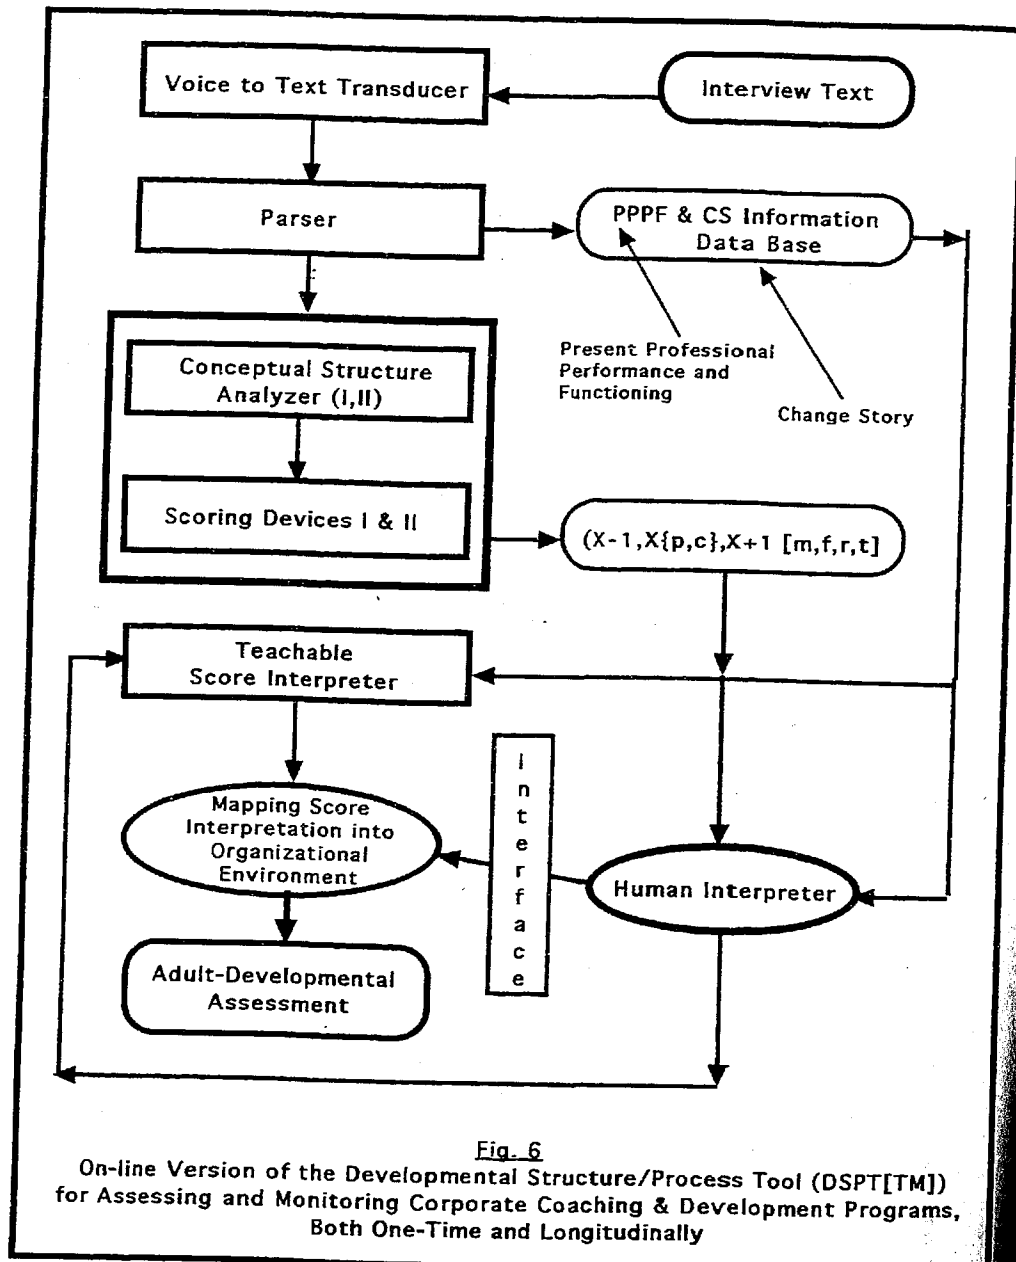 Voice to Text Transducer
Interview Text
Parser
PPPF & CS Information
Data Base
Present Professional
Performance and
Functioning
Change Story
Conceptual Structure
Analyzer (I,II)
Scoring Devices I & II
(X-1,X{p,c},X+1 [m,f,r,t]
Teachable
Score Interpreter
Interface
Mapping Score
Interpretation into
Organizational
Environment
Human Interpreter
Adult-Developmental
Assessment
Fig. 6
On-line Version of the Developmental Structure/Process Tool (DSPT[TM])
for Assessing and Monitoring Corporate Coaching & Development Programs,
Both One-Time and Longitudinally